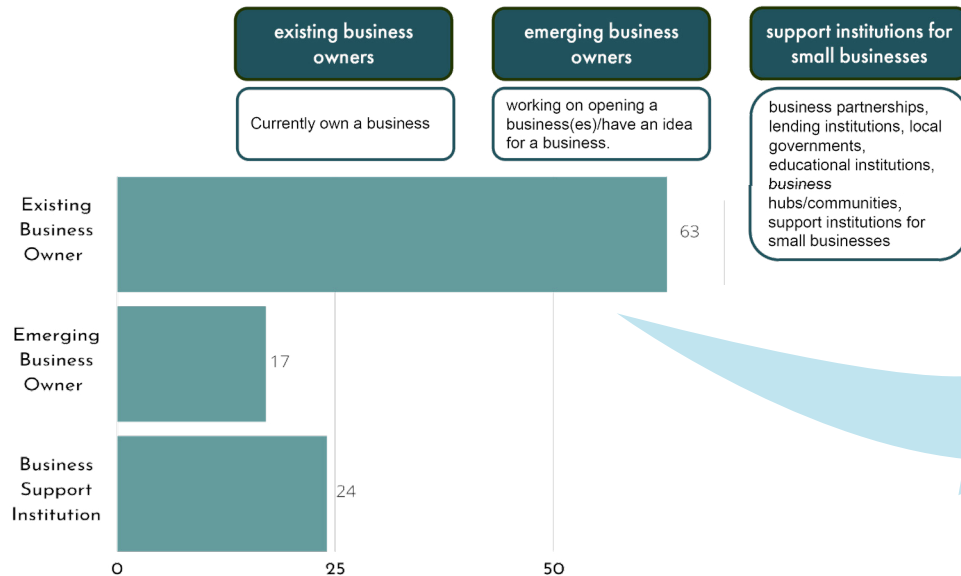 existing business
owners
emerging business
owners
support institutions for
small businesses
Currently own a business
working on opening a
business(es)/have an idea
for a business.
business partnerships,
lending institutions, local
governments,
educational institutions,
business
hubs/communities,
support institutions for
small businesses
Existing
Business
Owner
63
Emerging
Business
Owner
17
Business
Support
Institution
24
0
25
50